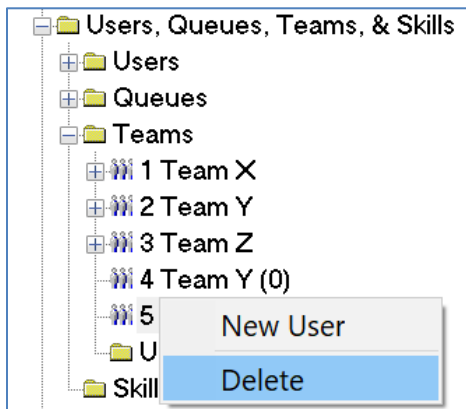 Users, Queues, Teams, & Skills
Users
Queues
Teams
1 Team X
2 Team Y
3 Team Z
4 Team Y (0)
5
New User
U
Delete
Skill